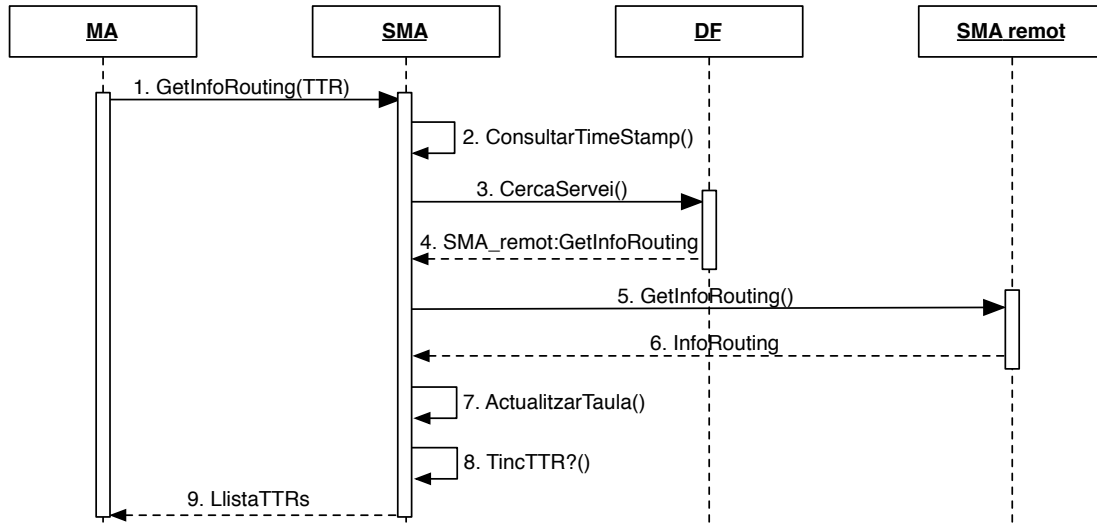 MA
SMA
DF
SMA remot
1. GetInfoRouting(TTR)
2. ConsultarTimeStamp()
3. CercaServei()
4. SMA_remot:GetInfoRouting
5. GetInfoRouting()
6. InfoRouting
7. ActualitzarTaula()
8. TincTTR?()
9. LlistaTTRs